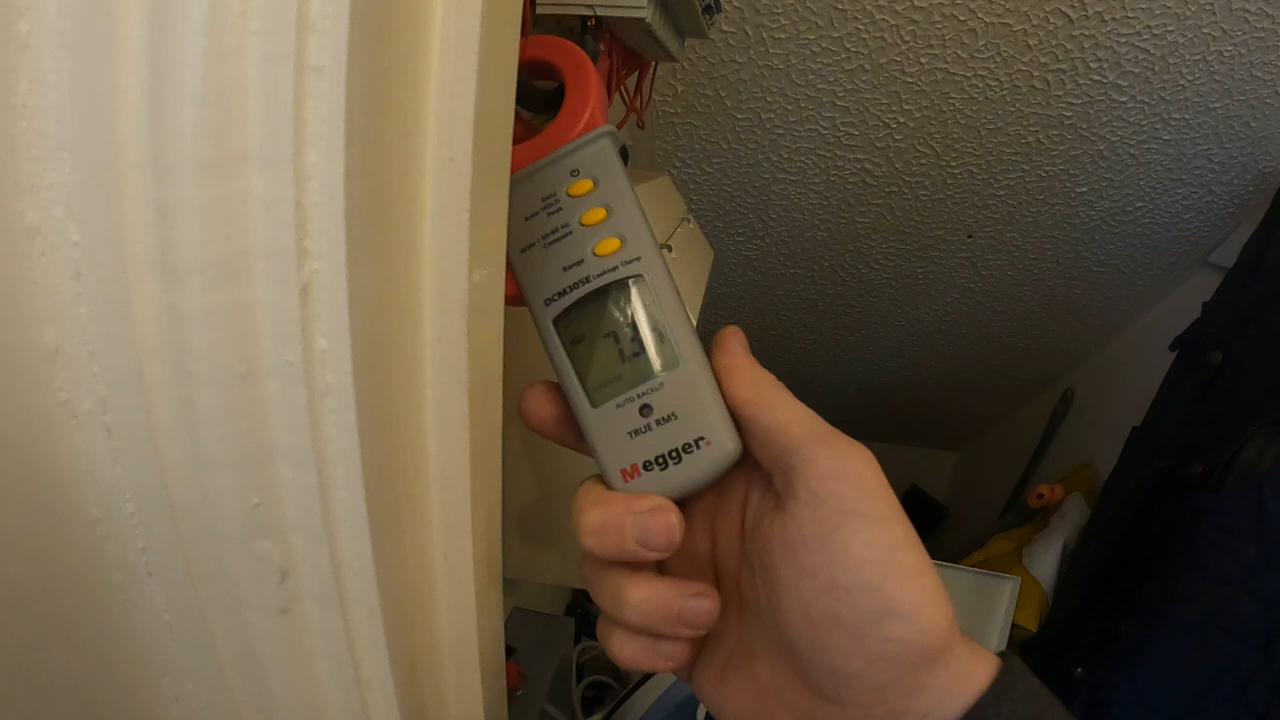 Data
Auto HOLD
Peak
Wide / 50-60 Hz
Compare
Range
DCM305E Leakage Clamp
AUTO BACKLIT
TRUE RMS
Megger.